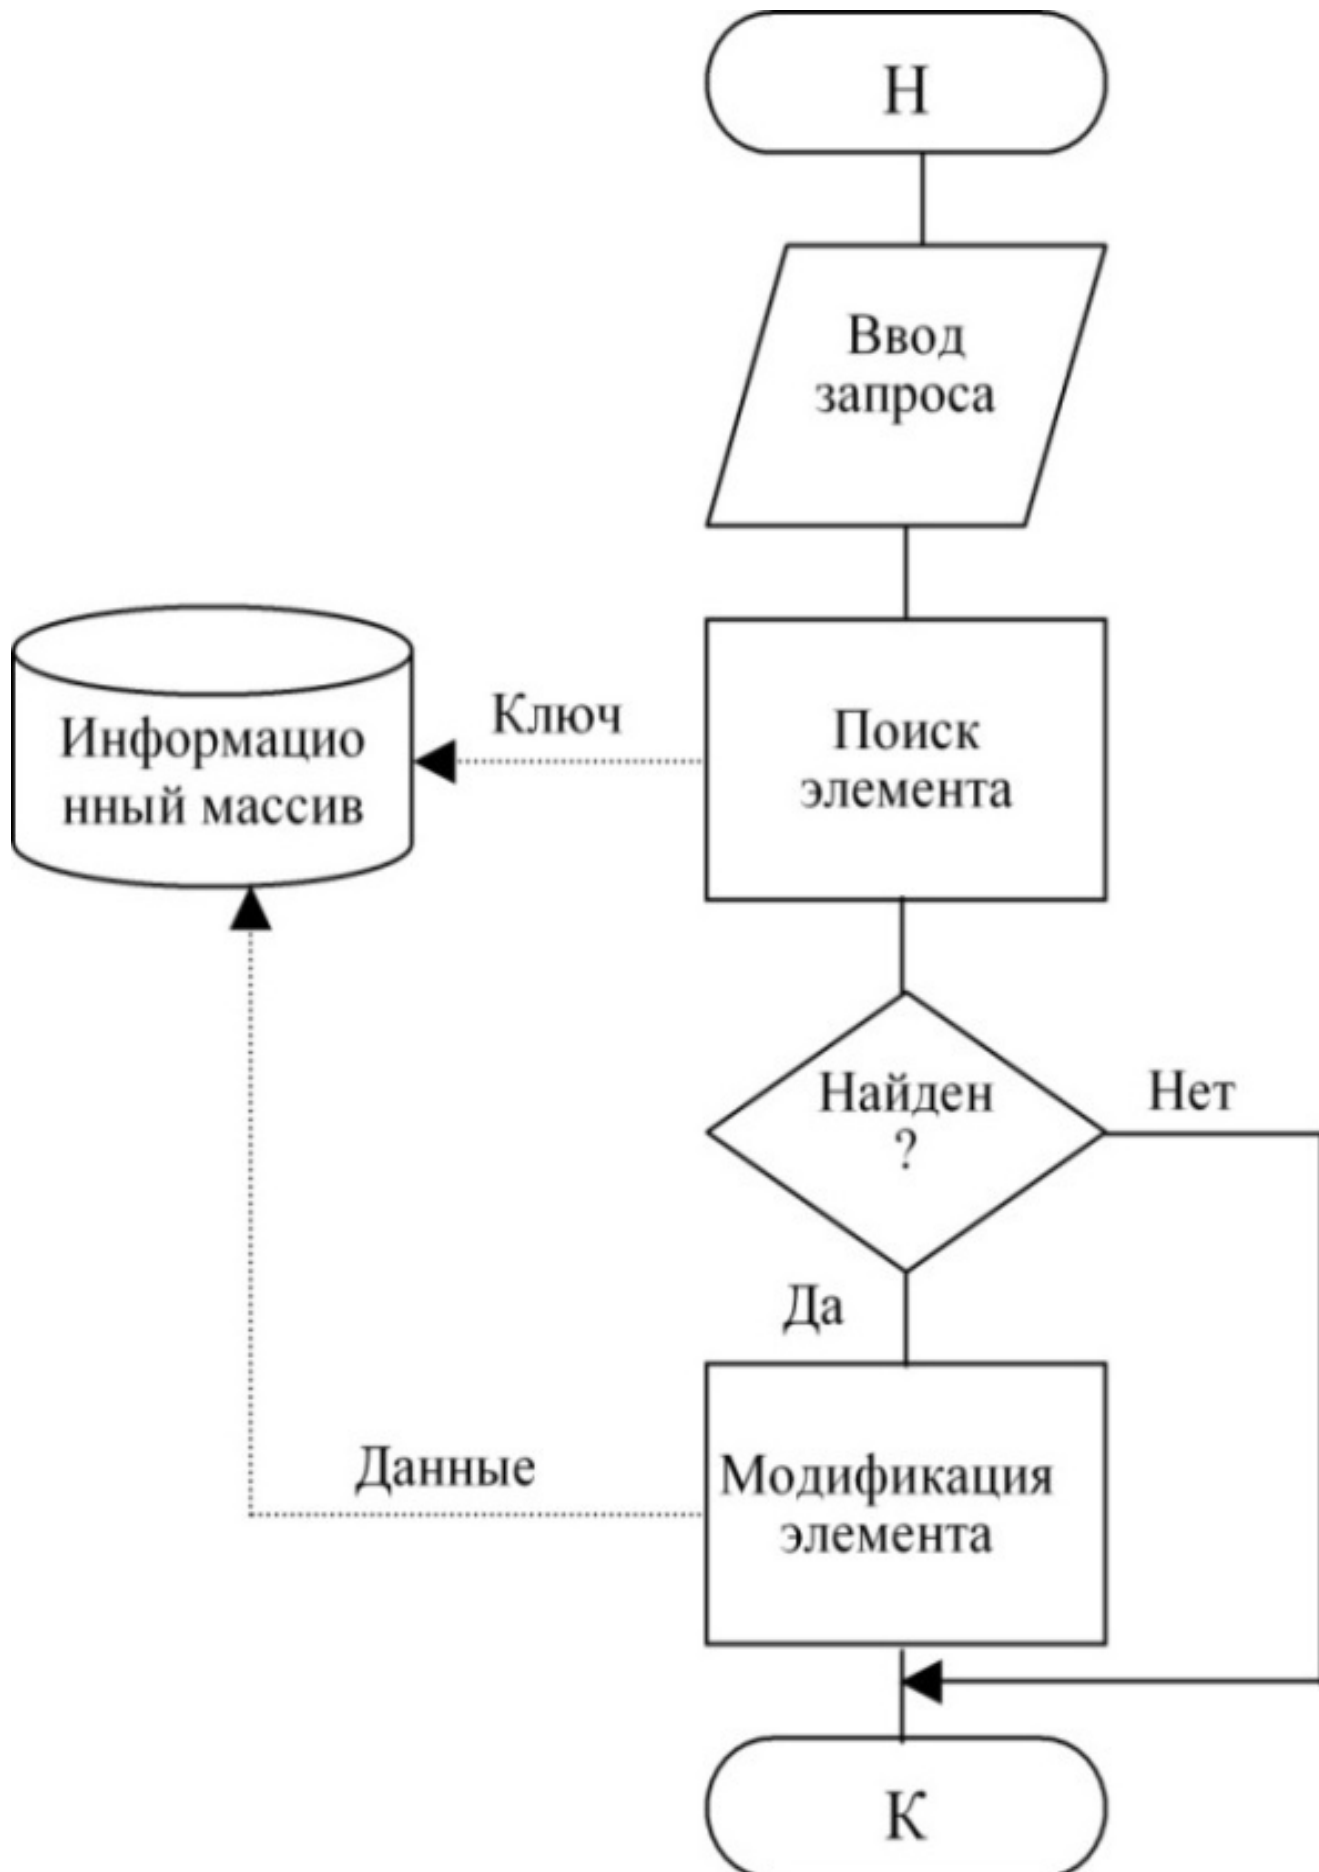 Н
Ввод
запроса
Ключ
Информацио
нный массив
Поиск
элемента
Найден
?
Нет
Да
Данные
Модификация
элемента
К